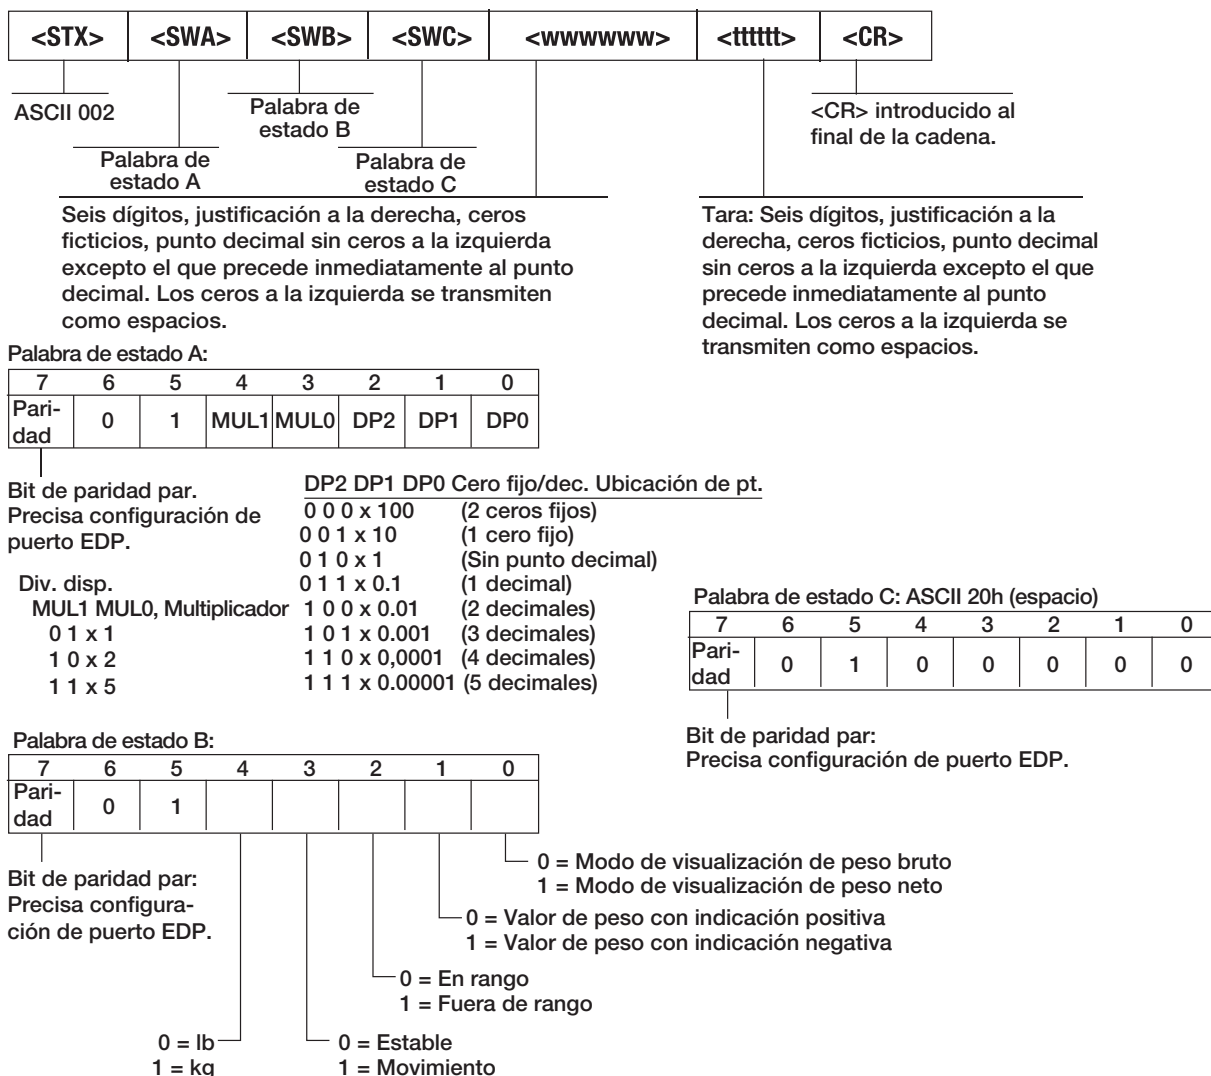 <STX> <SWA> <SWB> <SWC> <wwwwww> <tttttt> <CR>
ASCII 002
Palabra de
estado B
<CR> introducido al
final de la cadena.
Palabra de
estado A
Palabra de
estado C
Seis dígitos, justificación a la derecha, ceros
ficticios, punto decimal sin ceros a la izquierda
excepto el que precede inmediatamente al punto
decimal. Los ceros a la izquierda se transmiten
como espacios.
Tara: Seis dígitos, justificación a la
derecha, ceros ficticios, punto decimal
sin ceros a la izquierda excepto el que
precede inmediatamente al punto
decimal. Los ceros a la izquierda se
transmiten como espacios.
Palabra de estado A:
7 6 5 4 3 2 1 0
Pari-
dad 0 1 MUL1 MUL0 DP2 DP1 DP0
Bit de paridad par.
Precisa configuración de
puerto EDP.
Div. disp.
MUL1 MUL0, Multiplicador
0 1 x 1
1 0 x 2
1 1 x 5
DP2 DP1 DP0 Cero fijo/dec. Ubicación de pt.
0 0 0 x 100 (2 ceros fijos)
0 0 1 x 10 (1 cero fijo)
0 1 0 x 1 (Sin punto decimal)
0 1 1 x 0.1 (1 decimal)
1 0 0 x 0.01 (2 decimales)
1 0 1 x 0.001 (3 decimales)
1 1 0 x 0,0001 (4 decimales)
1 1 1 x 0.00001 (5 decimales)
Palabra de estado C: ASCII 20h (espacio)
7 6 5 4 3 2 1 0
Pari-
dad 0 1 0 0 0 0 0
Bit de paridad par:
Precisa configuración de puerto EDP.
Palabra de estado B:
7 6 5 4 3 2 1 0
Pari-
dad 0 1
Bit de paridad par:
Precisa configura-
ción de puerto EDP.
0 = Modo de visualización de peso bruto
1 = Modo de visualización de peso neto
0 = Valor de peso con indicación positiva
1 = Valor de peso con indicación negativa
0 = En rango
1 = Fuera de rango
0 = lb
1 = kg
0 = Estable
1 = Movimiento